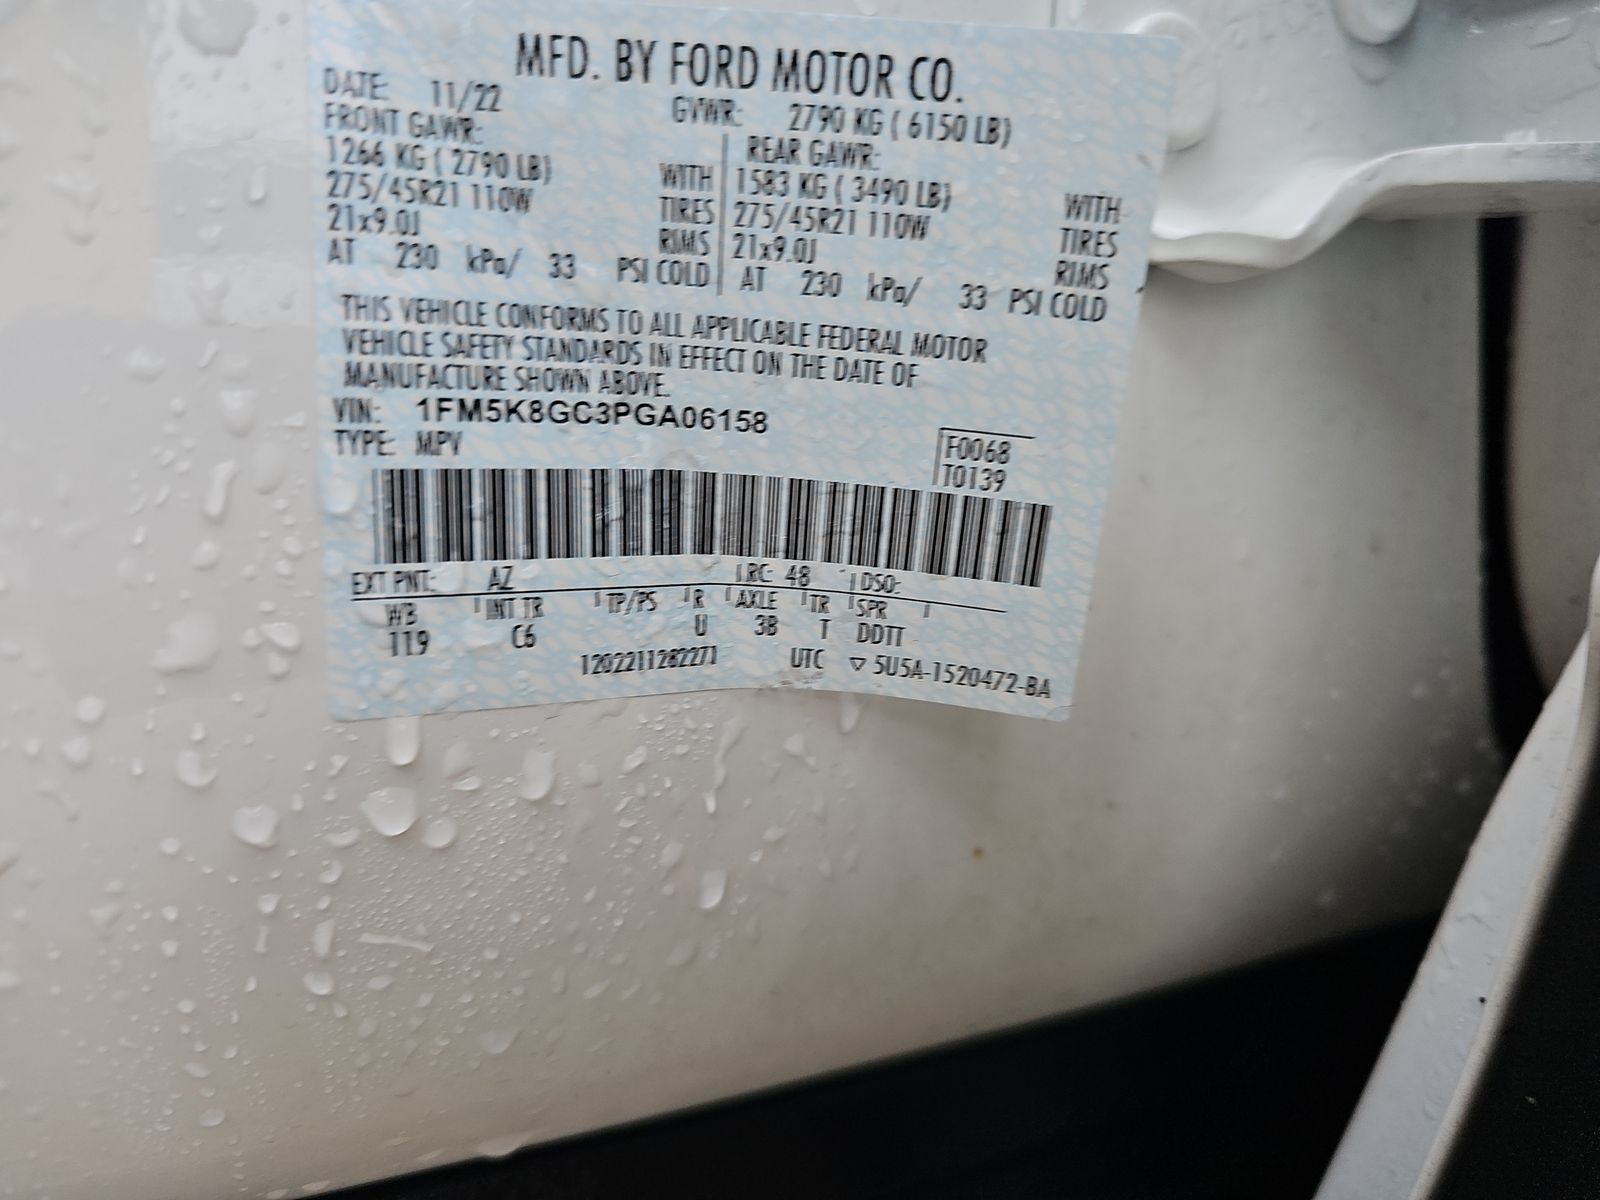 MFD. BY FORD MOTOR CO.
DATE: 11/22 GVWR: 2790 KG ( 6150 LB)
FRONT GAWR: REAR GAWR:
1266 KG ( 2790 LB) WITH 1583 KG ( 3490 LB) WITH
275/45R21 110W TIRES 275/45R21 110W TIRES
21x9.0J RIMS 21x9.0J RIMS
AT 230 kPa/ 33 PSI COLD AT 230 kPa/ 33 PSI COLD
THIS VEHICLE CONFORMS TO ALL APPLICABLE FEDERAL MOTOR
VEHICLE SAFETY STANDARDS IN EFFECT ON THE DATE OF
MANUFACTURE SHOWN ABOVE.
VIN: 1FM5K8GC3PGA06158
TYPE: MPV
F0068
T0139
EXT PNT: AZ RC: 48 DSO:
WB INT TR TP/PS R AXLE TR SPR
119 C6 U 3B T DDTT
1202211282271 UTC ▽ 5U5A-1520472-BA